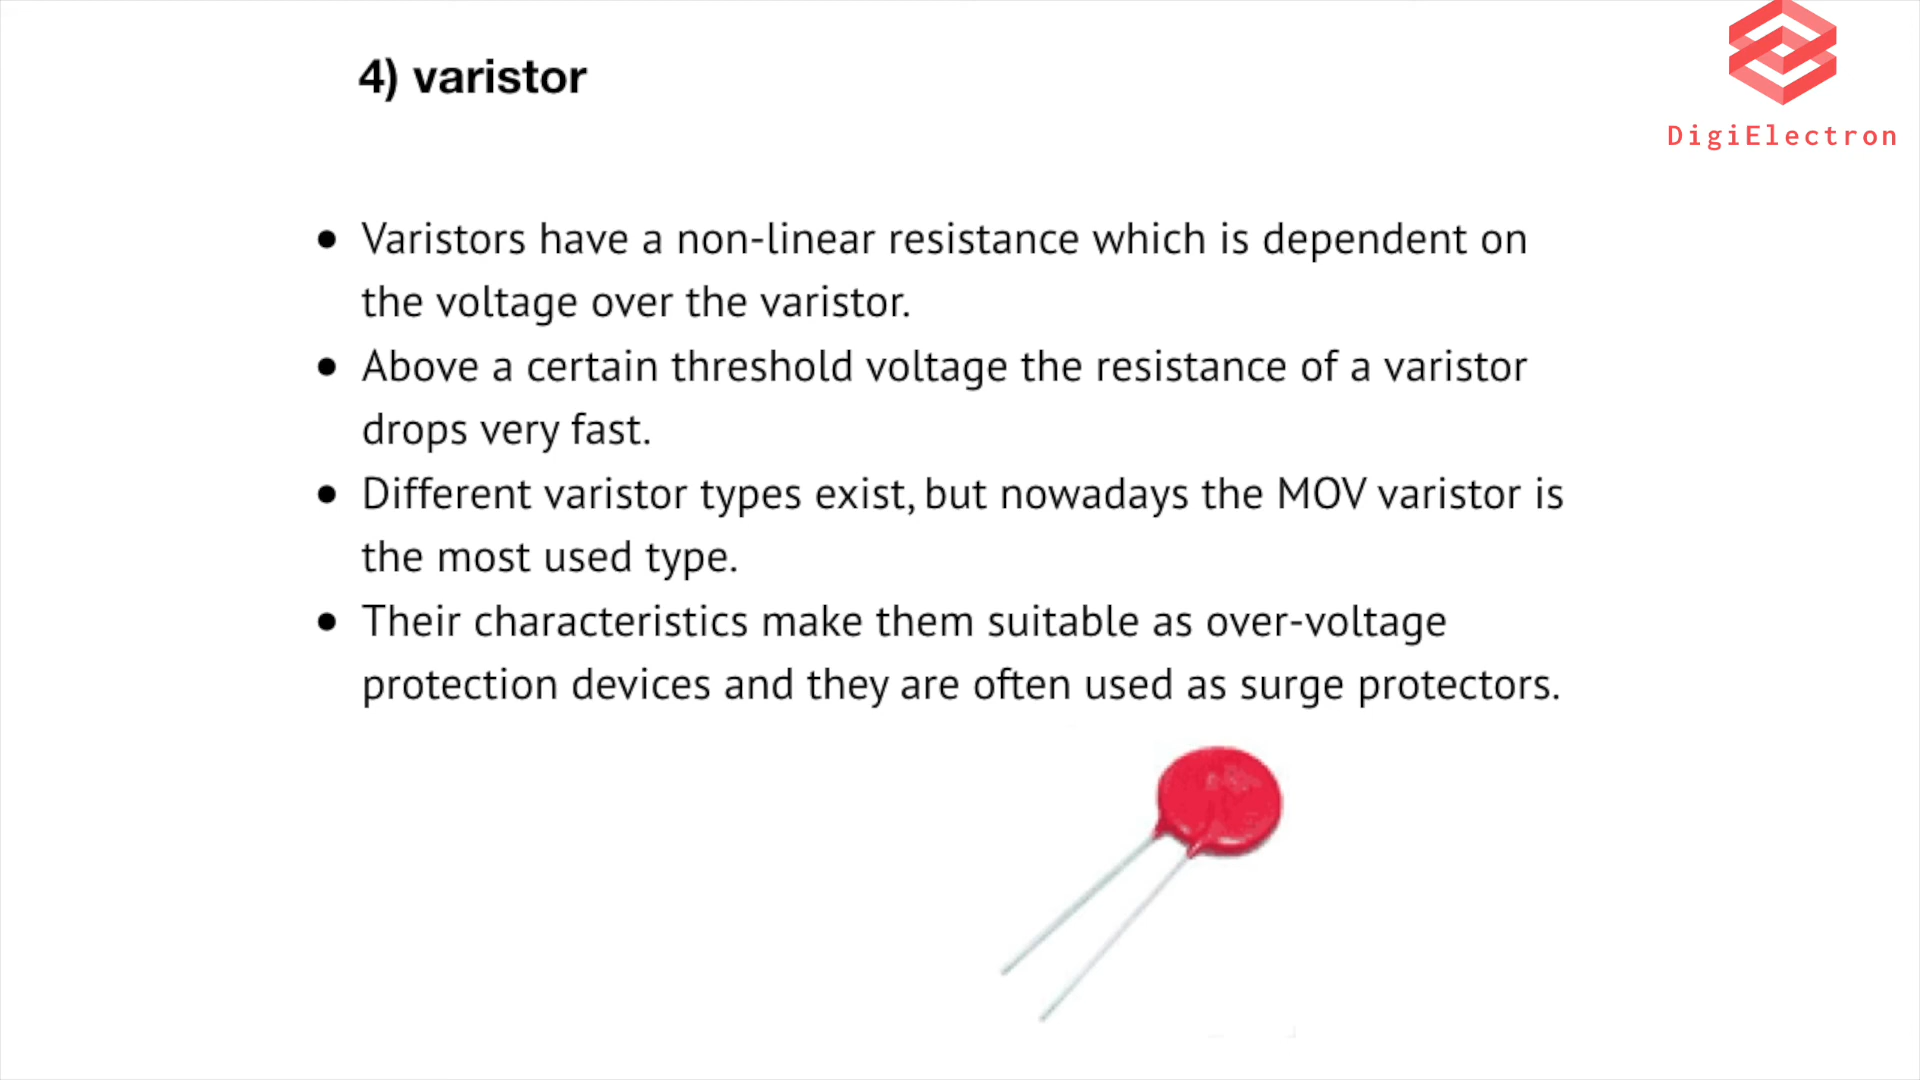 4) varistor
DigiElectron
• Varistors have a non-linear resistance which is dependent on
the voltage over the varistor.
• Above a certain threshold voltage the resistance of a varistor
drops very fast.
• Different varistor types exist, but nowadays the MOV varistor is
the most used type.
• Their characteristics make them suitable as over-voltage
protection devices and they are often used as surge protectors.